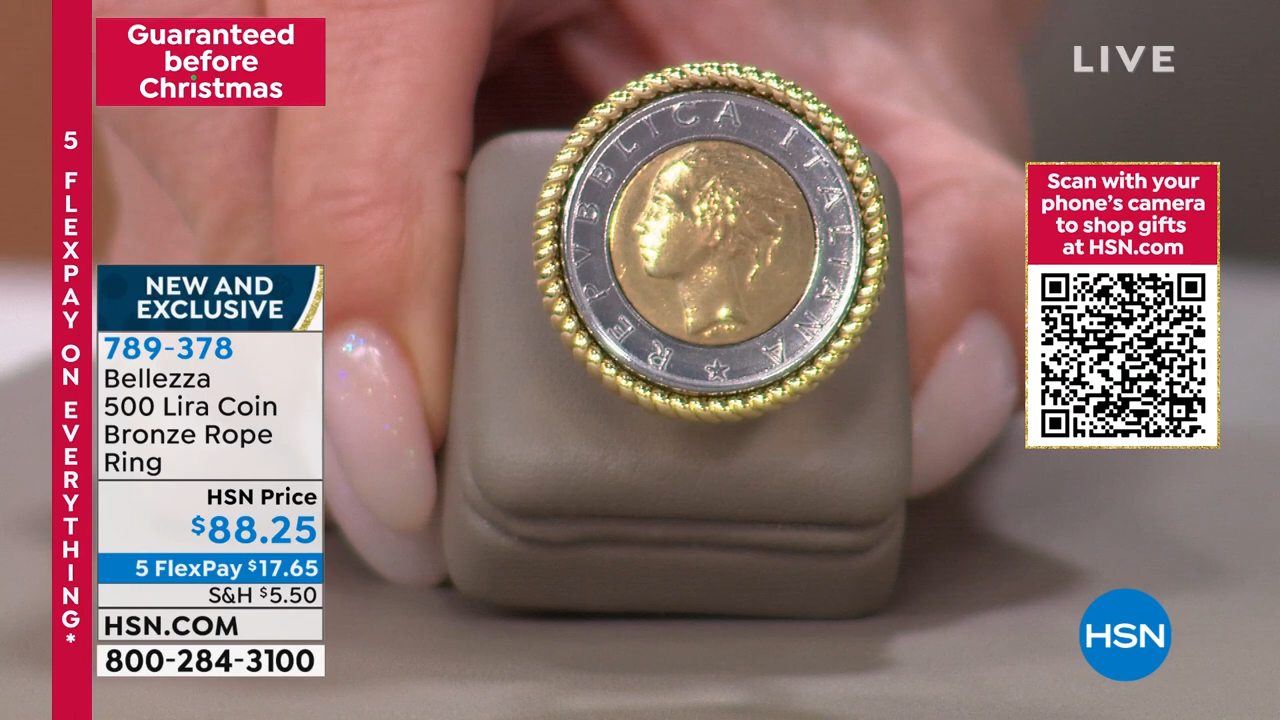 Guaranteed
before
Christmas
LIVE
5 FLEXPAY ON EVERYTHING*
Scan with your
phone's camera
to shop gifts
at HSN.com
NEW AND
EXCLUSIVE
789-378
Bellezza
500 Lira Coin
Bronze Rope
Ring
HSN Price
$88.25
5 FlexPay $17.65
S&H $5.50
HSN.COM
800-284-3100
REPVBBLICA ITALIANA
HSN